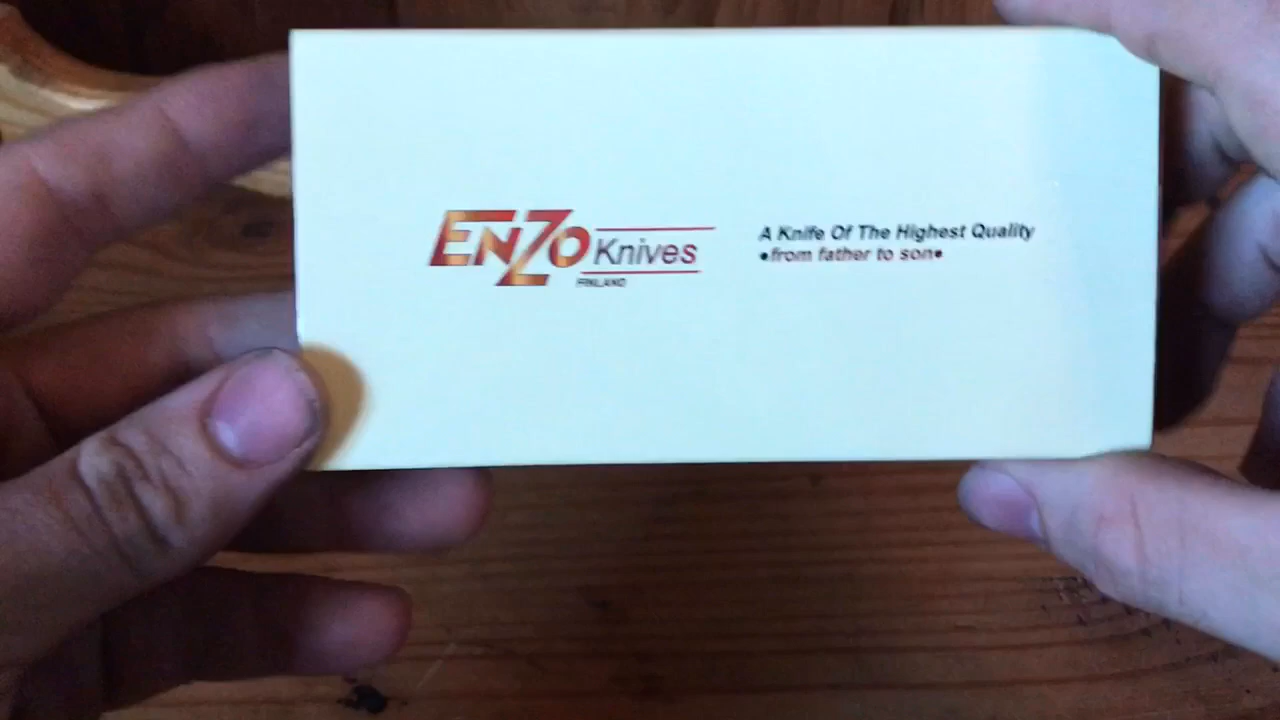 ENZO Knives
FINLAND
A Knife Of The Highest Quality
•from father to son•